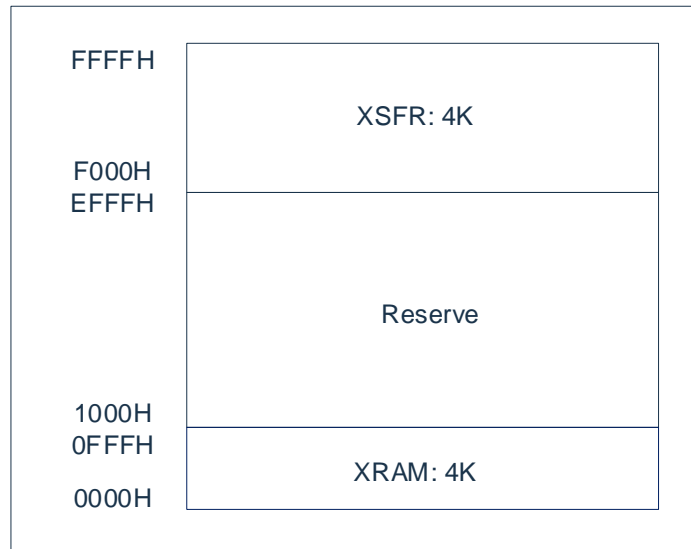 FFFFH
XSFR: 4K
F000H
EFFFH
Reserve
1000H
0FFFH
XRAM: 4K
0000H